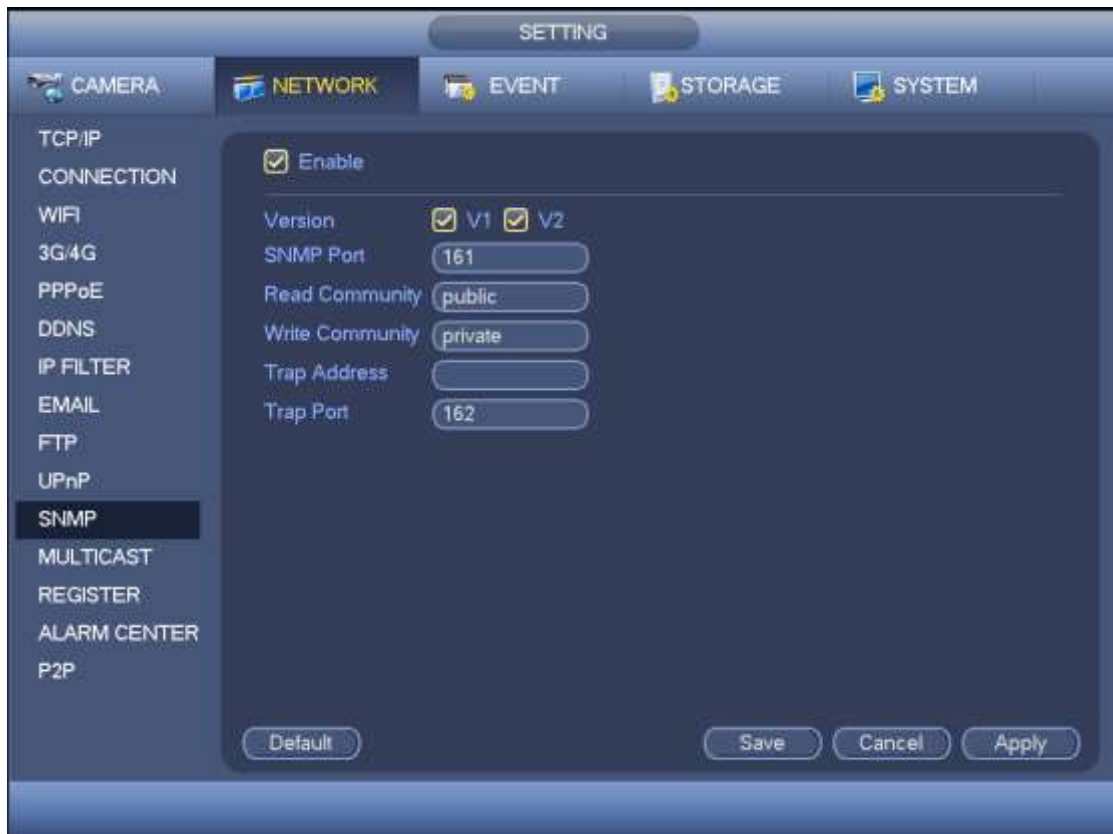 SETTING
CAMERA NETWORK EVENT STORAGE SYSTEM
TCP/IP
CONNECTION
WIFI
3G/4G
PPPoE
DDNS
IP FILTER
EMAIL
FTP
UPnP
SNMP
MULTICAST
REGISTER
ALARM CENTER
P2P
Enable
Version V1 V2
SNMP Port 161
Read Community public
Write Community private
Trap Address
Trap Port 162
Default Save Cancel Apply